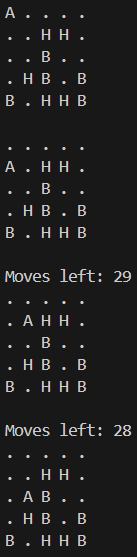 A . . . .
. . H H .
. . B . .
. H B . B
B . H H B

. . . . .
A . H H .
. . B . .
. H B . B
B . H H B

Moves left: 29
. . . . .
. A H H .
. . B . .
. H B . B
B . H H B

Moves left: 28
. . . . .
. . H H .
. A B . .
. H B . B
B . H H B